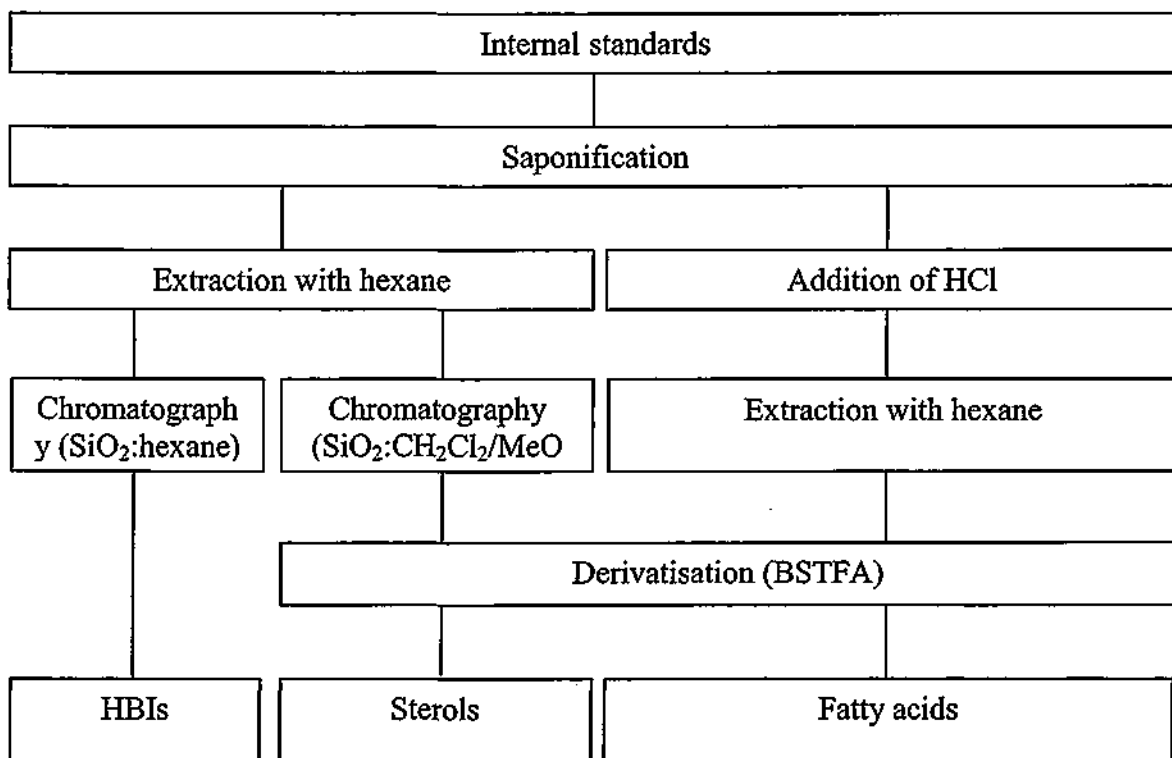 Internal standards
Saponification
Extraction with hexane
Addition of HCl
Chromatograph
y (SiO₂:hexane)
Chromatography
(SiO₂:CH₂Cl₂/MeO
Extraction with hexane
Derivatisation (BSTFA)
HBIs
Sterols
Fatty acids